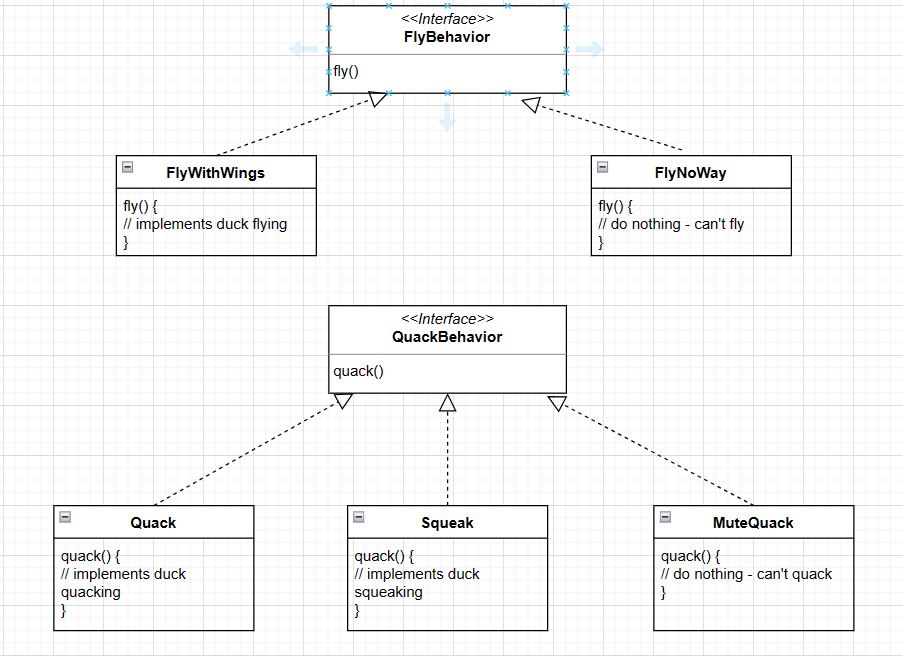 <<Interface>>
FlyBehavior
fly()
FlyWithWings
fly() {
// implements duck flying
}
FlyNoWay
fly() {
// do nothing - can't fly
}
<<Interface>>
QuackBehavior
quack()
Quack
quack() {
// implements duck
quacking
}
Squeak
quack() {
// implements duck
squeaking
}
MuteQuack
quack() {
// do nothing - can't quack
}